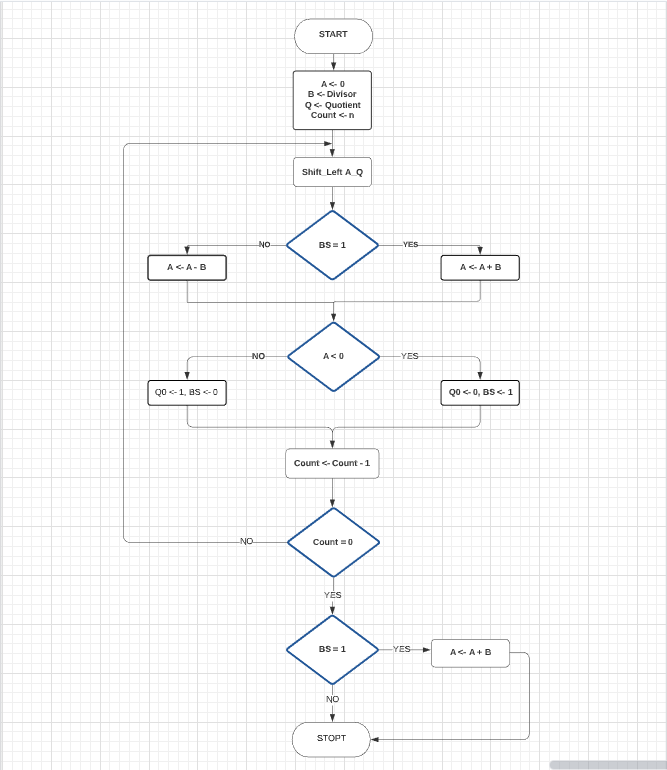 START
A <- 0
B <- Divisor
Q <- Quotient
Count <- n
Shift_Left A_Q
NO
BS = 1
YES
A <- A - B
A <- A + B
NO
A < 0
YES
Q0 <- 1, BS <- 0
Q0 <- 0, BS <- 1
Count <- Count - 1
NO
Count = 0
YES
BS = 1
YES
A <- A + B
NO
STOPT